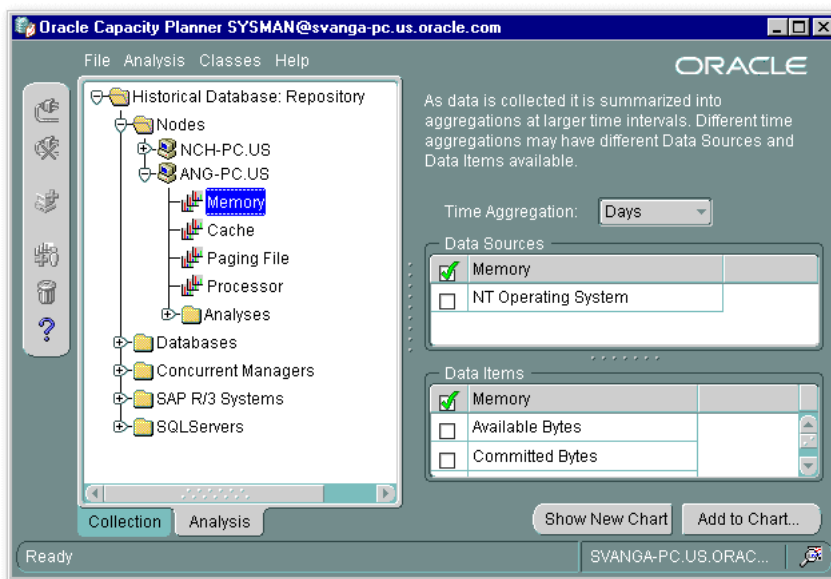 Oracle Capacity Planner SYSMAN@svanga-pc.us.oracle.com
File Analysis Classes Help
ORACLE
Historical Database: Repository
Nodes
NCH-PC.US
ANG-PC.US
Memory
Cache
Paging File
Processor
Analyses
Databases
Concurrent Managers
SAP R/3 Systems
SQLServers
Collection
Analysis
As data is collected it is summarized into
aggregations at larger time intervals. Different time
aggregations may have different Data Sources and
Data Items available.
Time Aggregation: Days
Data Sources
Memory
NT Operating System
Data Items
Memory
Available Bytes
Committed Bytes
Show New Chart
Add to Chart...
Ready
SVANGA-PC.US.ORAC...